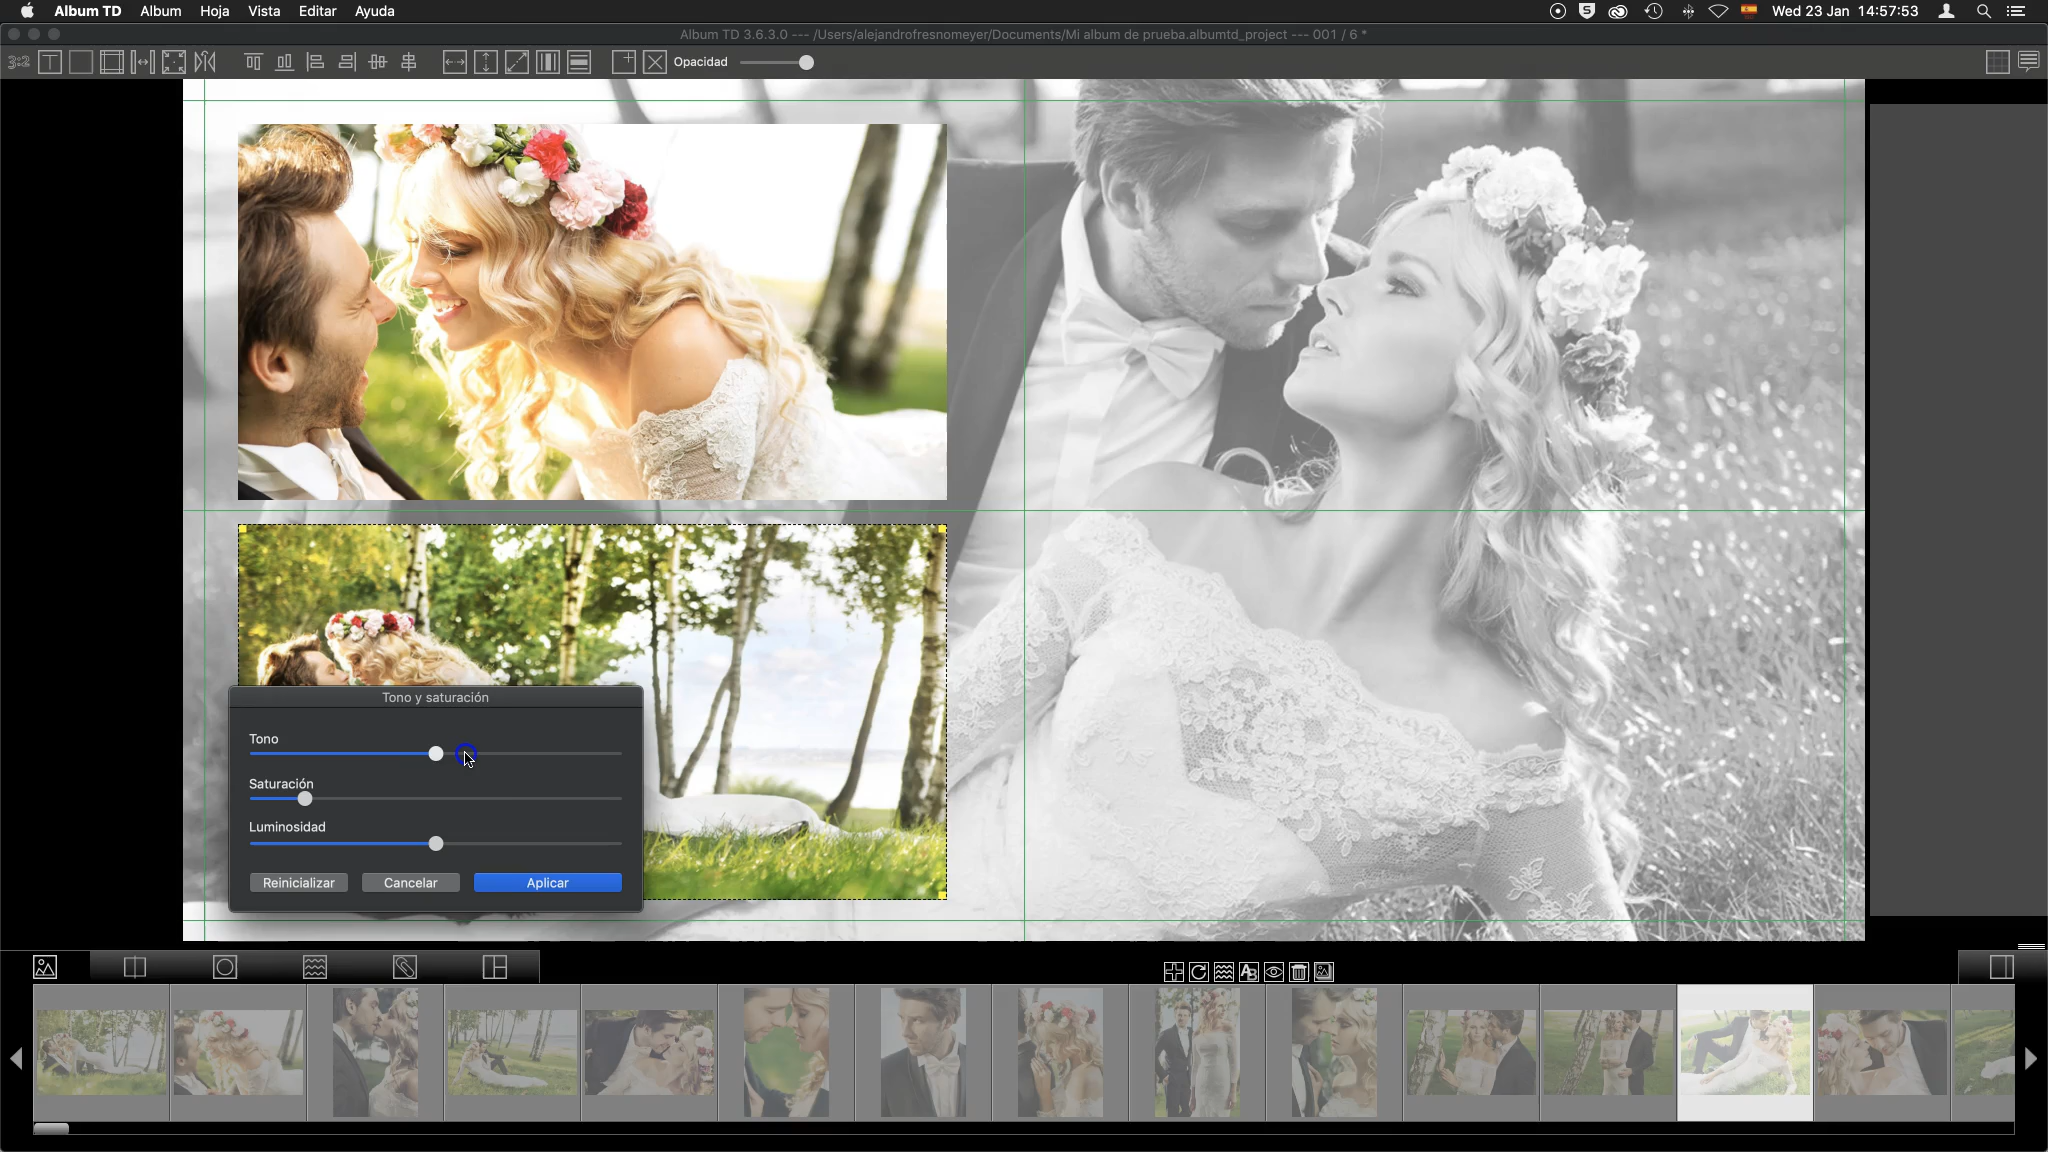 Album TD Album Hoja Vista Editar Ayuda
Wed 23 Jan 14:57:53
Album TD 3.6.3.0 --- /Users/alejandrofresnomeyer/Documents/Mi album de prueba.albumtd_project --- 001 / 6 *
3:2
Opacidad
Tono y saturación
Tono
Saturación
Luminosidad
Reinicializar Cancelar Aplicar